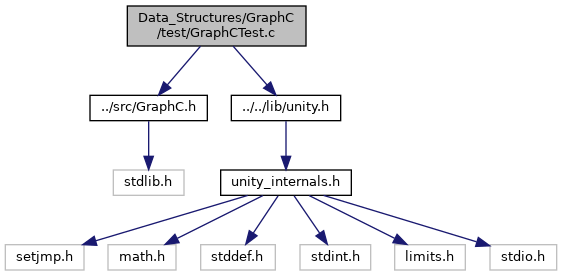 Data_Structures/GraphC
/test/GraphCTest.c
../src/GraphC.h
../../lib/unity.h
stdlib.h
unity_internals.h
setjmp.h
math.h
stddef.h
stdint.h
limits.h
stdio.h